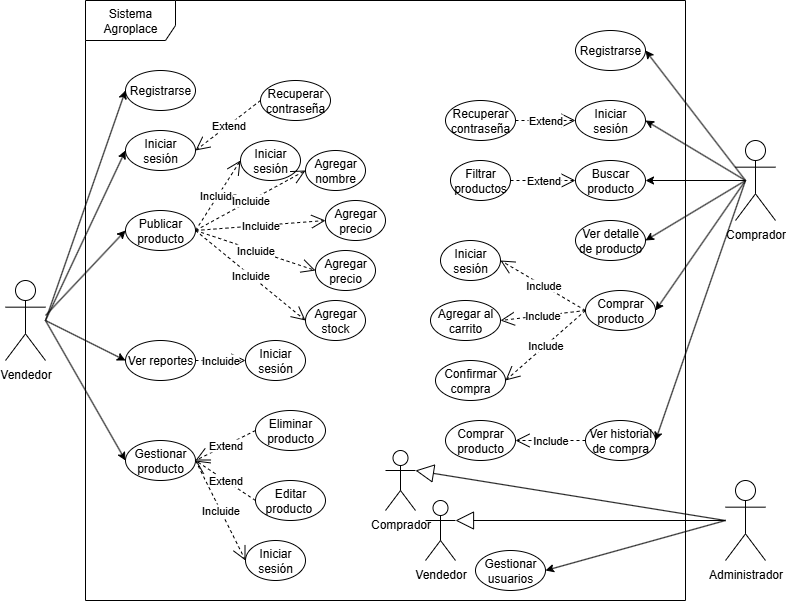 Sistema
Agroplace
Registrarse
Iniciar
sesión
Recuperar
contraseña
Extend
Publicar
producto
Iniciar
sesión
Incluide
Agregar
nombre
Incluide
Agregar
precio
Incluide
Agregar
precio
Incluide
Agregar
stock
Incluide
Vendedor
Ver reportes
Incluide
Iniciar
sesión
Gestionar
producto
Eliminar
producto
Extend
Editar
producto
Extend
Iniciar
sesión
Incluide
Registrarse
Recuperar
contraseña
Extend
Iniciar
sesión
Filtrar
productos
Extend
Buscar
producto
Ver detalle
de producto
Comprador
Iniciar
sesión
Include
Agregar al
carrito
Include
Comprar
producto
Confirmar
compra
Include
Comprar
producto
Include
Ver historial
de compra
Comprador
Vendedor
Gestionar
usuarios
Administrador